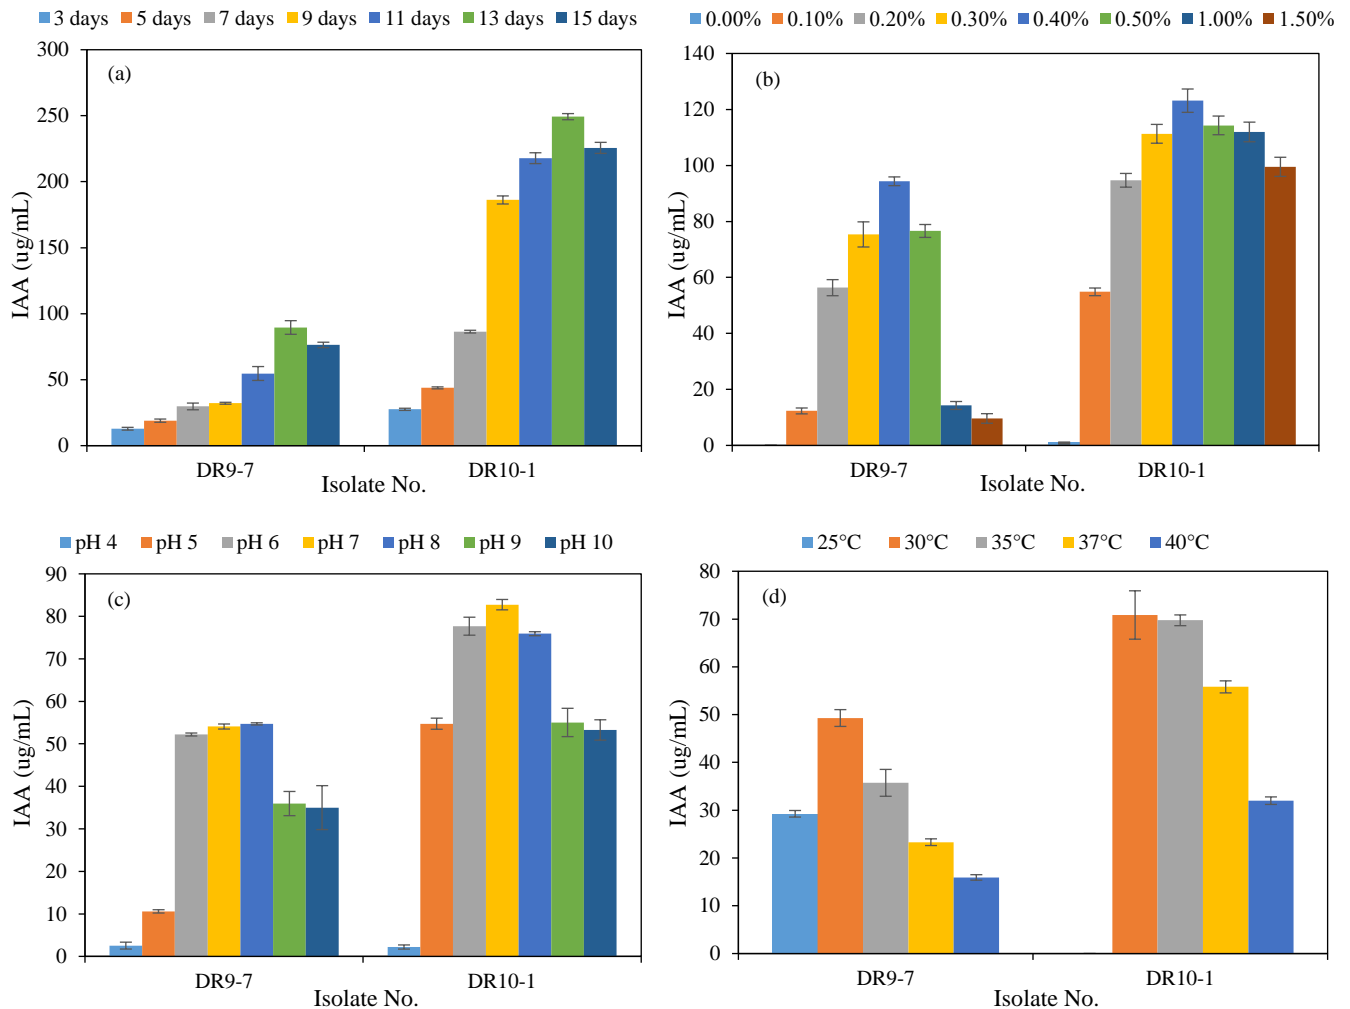 3 days 5 days 7 days 9 days 11 days 13 days 15 days
(a)
300
250
200
150
100
50
0
IAA (ug/mL)
DR9-7 DR10-1
Isolate No.
0.00% 0.10% 0.20% 0.30% 0.40% 0.50% 1.00% 1.50%
(b)
140
120
100
80
60
40
20
0
IAA (ug/mL)
DR9-7 DR10-1
Isolate No.
pH 4 pH 5 pH 6 pH 7 pH 8 pH 9 pH 10
(c)
90
80
70
60
50
40
30
20
10
0
IAA (ug/mL)
DR9-7 DR10-1
Isolate No.
25°C 30°C 35°C 37°C 40°C
(d)
80
70
60
50
40
30
20
10
0
IAA (ug/mL)
DR9-7 DR10-1
Isolate No.